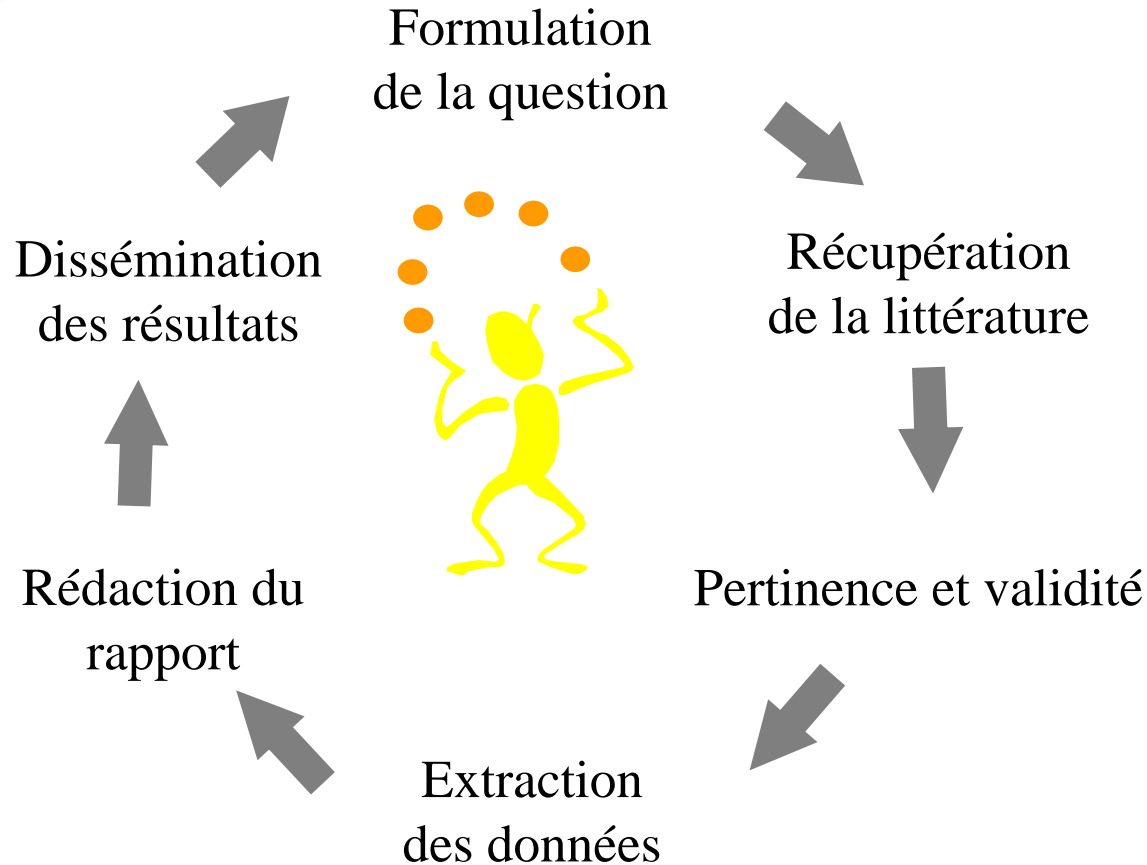 Formulation
de la question
Récupération
de la littérature
Pertinence et validité
Extraction
des données
Rédaction du
rapport
Dissémination
des résultats